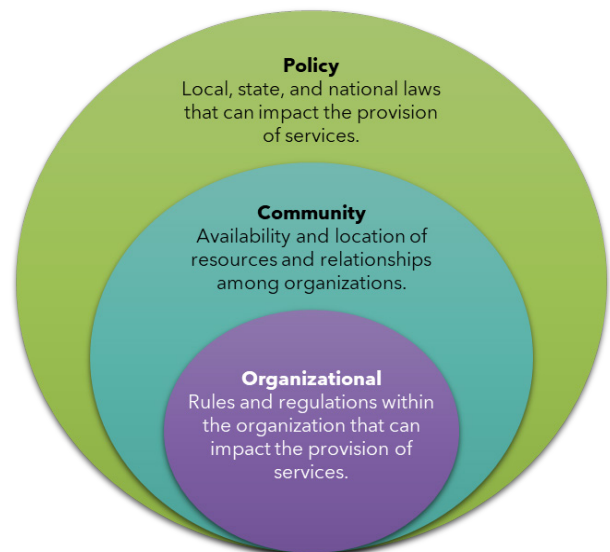 Policy
Local, state, and national laws
that can impact the provision
of services.
Community
Availability and location of
resources and relationships
among organizations.
Organizational
Rules and regulations within
the organization that can
impact the provision of
services.